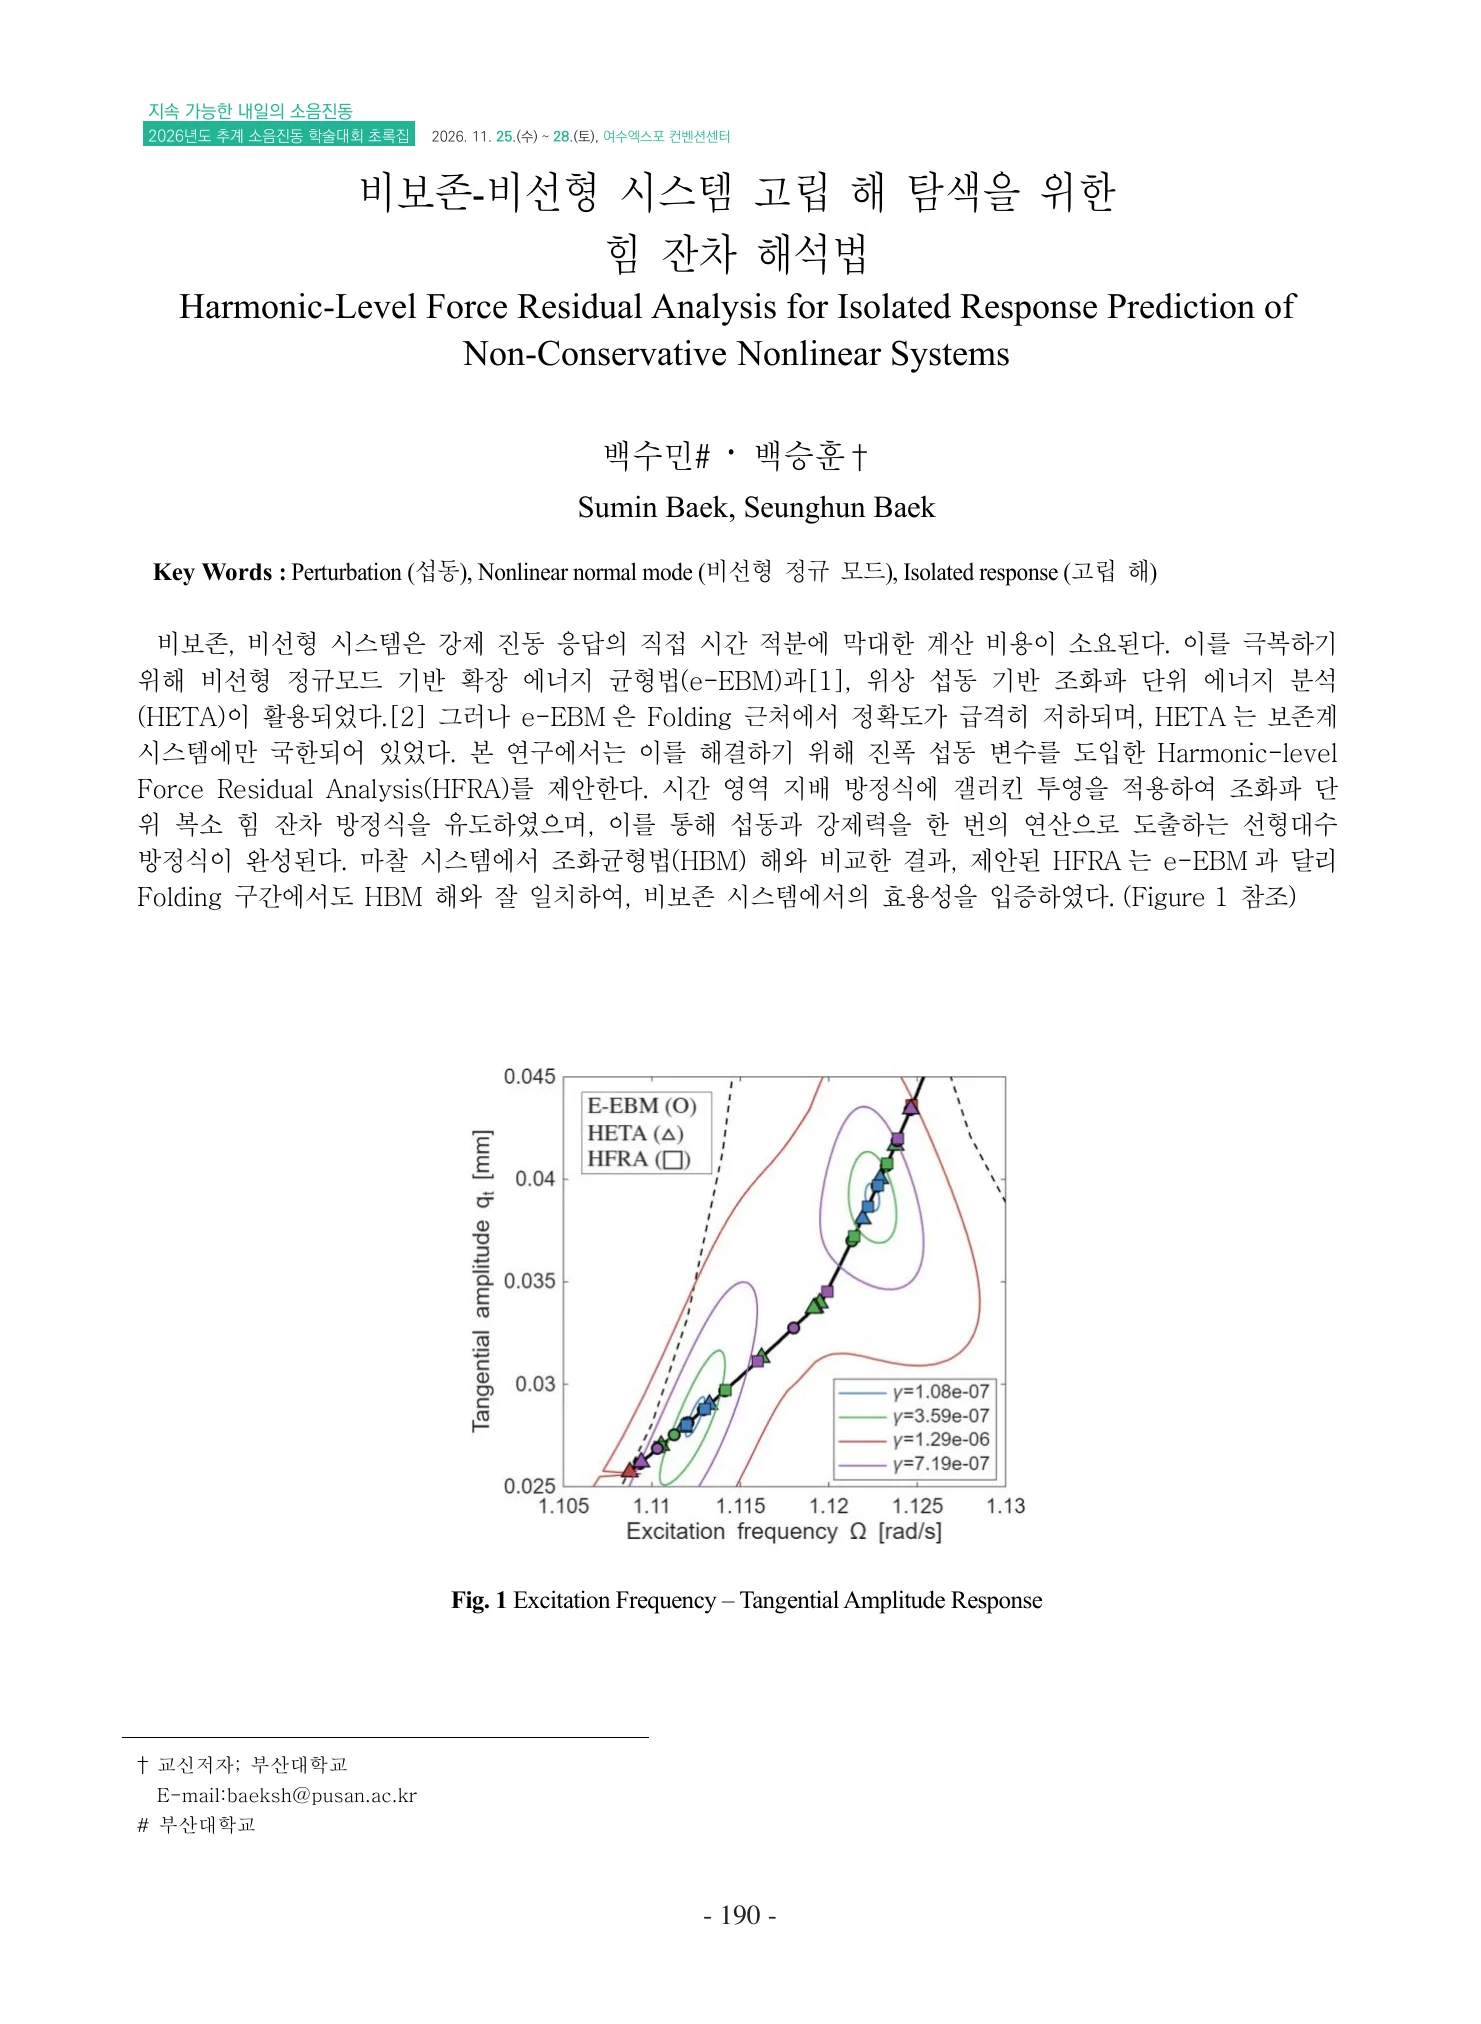 지속 가능한 내일의 소음진동
2026년도 추계 소음진동 학술대회 초록집 2026. 11. 25.(수) ~ 28.(토), 여수엑스포 컨벤션센터
비보존-비선형 시스템 고립 해 탐색을 위한
힘 잔차 해석법
Harmonic-Level Force Residual Analysis for Isolated Response Prediction of
Non-Conservative Nonlinear Systems
백수민# · 백승훈†
Sumin Baek, Seunghun Baek
Key Words : Perturbation (섭동), Nonlinear normal mode (비선형 정규 모드), Isolated response (고립 해)
비보존, 비선형 시스템은 강제 진동 응답의 직접 시간 적분에 막대한 계산 비용이 소요된다. 이를 극복하기
위해 비선형 정규모드 기반 확장 에너지 균형법(e-EBM)과[1], 위상 섭동 기반 조화파 단위 에너지 분석
(HETA)이 활용되었다.[2] 그러나 e-EBM은 Folding 근처에서 정확도가 급격히 저하되며, HETA는 보존계
시스템에만 국한되어 있었다. 본 연구에서는 이를 해결하기 위해 진폭 섭동 변수를 도입한 Harmonic-level
Force Residual Analysis(HFRA)를 제안한다. 시간 영역 지배 방정식에 갤러킨 투영을 적용하여 조화파 단
위 복소 힘 잔차 방정식을 유도하였으며, 이를 통해 섭동과 강제력을 한 번의 연산으로 도출하는 선형대수
방정식이 완성된다. 마찰 시스템에서 조화균형법(HBM) 해와 비교한 결과, 제안된 HFRA는 e-EBM과 달리
Folding 구간에서도 HBM 해와 잘 일치하여, 비보존 시스템에서의 효용성을 입증하였다. (Figure 1 참조)
0.045
E-EBM (O)
HETA (△)
HFRA (□)
0.04
0.035
0.03
0.025
Tangential amplitude qt [mm]
γ=1.08e-07
γ=3.59e-07
γ=1.29e-06
γ=7.19e-07
1.105 1.11 1.115 1.12 1.125 1.13
Excitation frequency Ω [rad/s]
Fig. 1 Excitation Frequency – Tangential Amplitude Response
† 교신저자; 부산대학교
E-mail:baeksh@pusan.ac.kr
# 부산대학교
- 190 -